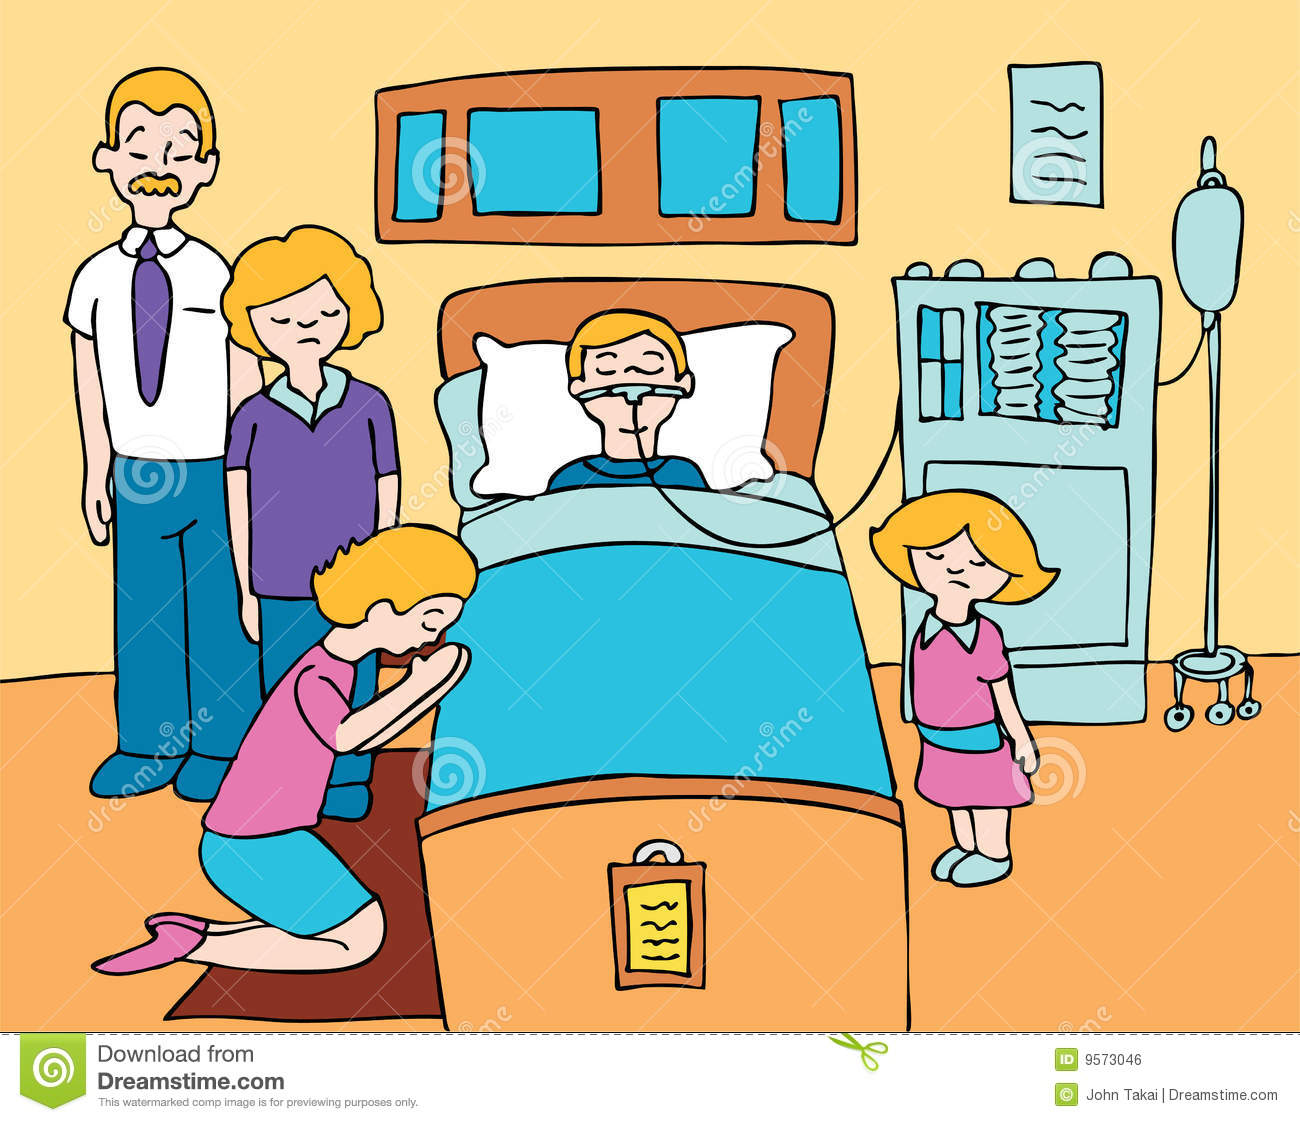 Download from
Dreamstime.com
This watermarked comp image is for previewing purposes only.
ID 9573046
© John Takai | Dreamstime.com